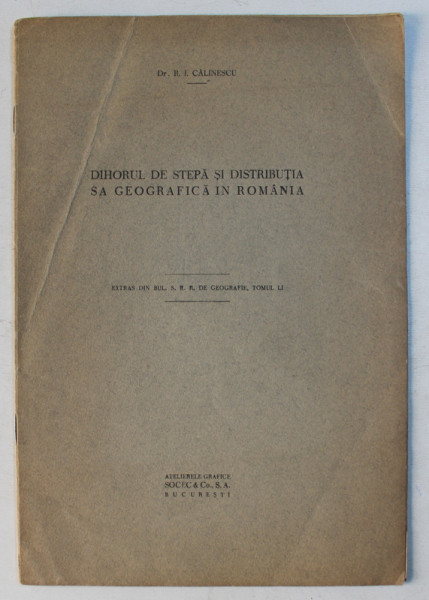 Dr. R. I. CĂLINESCU
DIHORUL DE STEPĂ ȘI DISTRIBUȚIA
SA GEOGRAFICĂ IN ROMÂNIA
EXTRAS DIN BUL. S. R. R. DE GEOGRAFIE, TOMUL LI
ATELIERELE GRAFICE
SOCEC & Co., S. A.
BUCUREȘTI